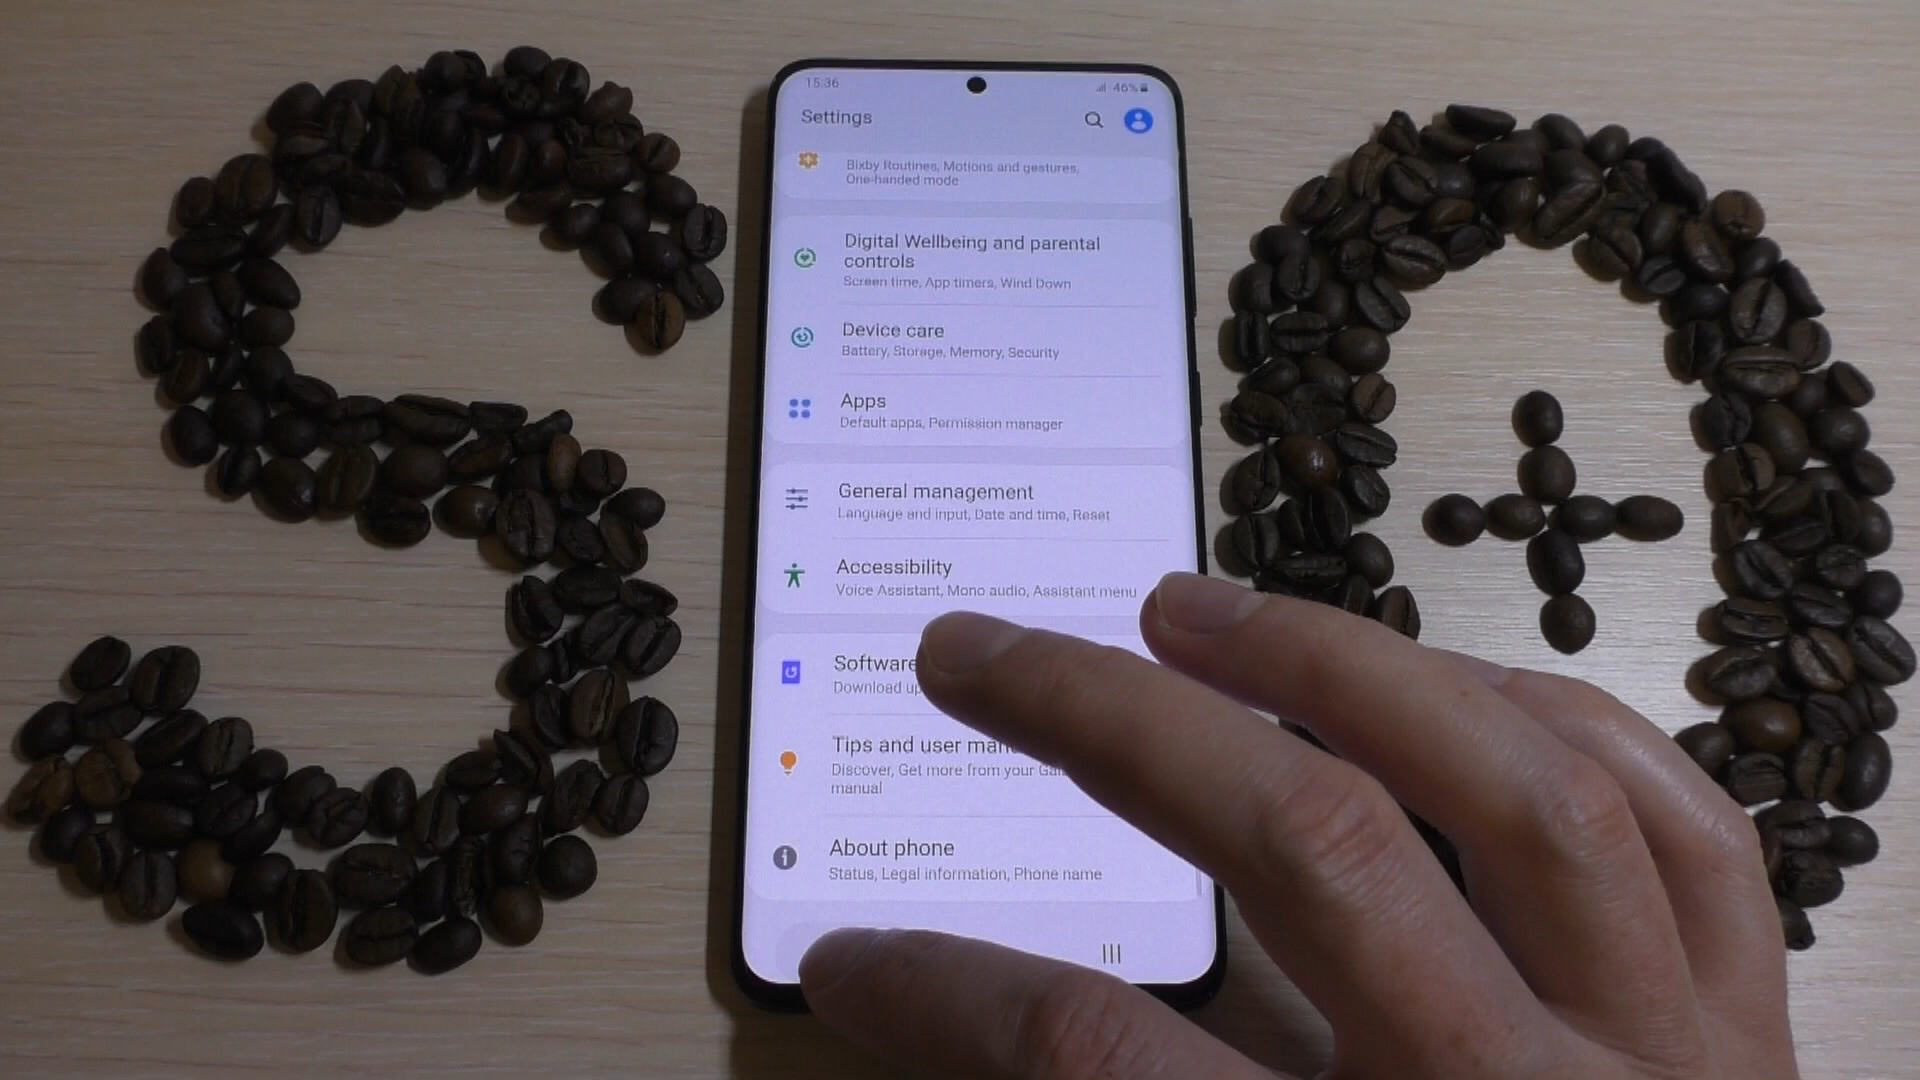 15:36
46%
Settings
Bixby Routines, Motions and gestures,
One-handed mode
Digital Wellbeing and parental
controls
Screen time, App timers, Wind Down
Device care
Battery, Storage, Memory, Security
Apps
Default apps, Permission manager
General management
Language and input, Date and time, Reset
Accessibility
Voice Assistant, Mono audio, Assistant menu
Software
Download
Tips and user
Discover, Get more from your
manual
About phone
Status, Legal information, Phone name